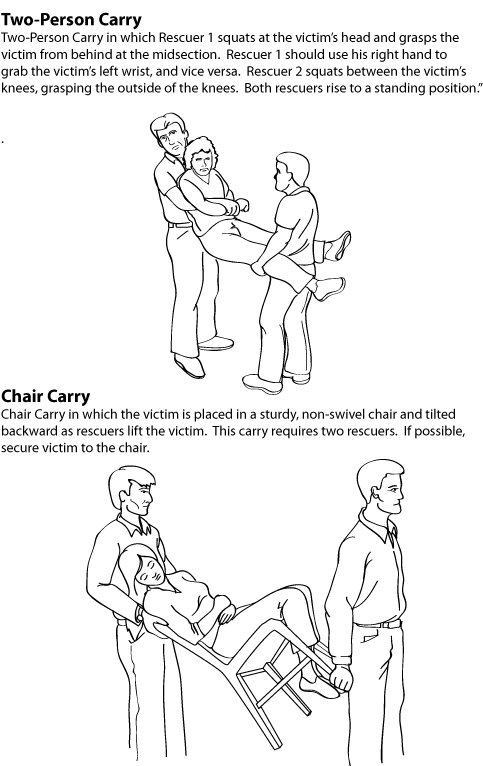 Two-Person Carry
Two-Person Carry in which Rescuer 1 squats at the victim's head and grasps the
victim from behind at the midsection.  Rescuer 1 should use his right hand to
grab the victim's left wrist, and vice versa.  Rescuer 2 squats between the victim's
knees, grasping the outside of the knees.  Both rescuers rise to a standing position."
.
Chair Carry
Chair Carry in which the victim is placed in a sturdy, non-swivel chair and tilted
backward as rescuers lift the victim.  This carry requires two rescuers.  If possible,
secure victim to the chair.